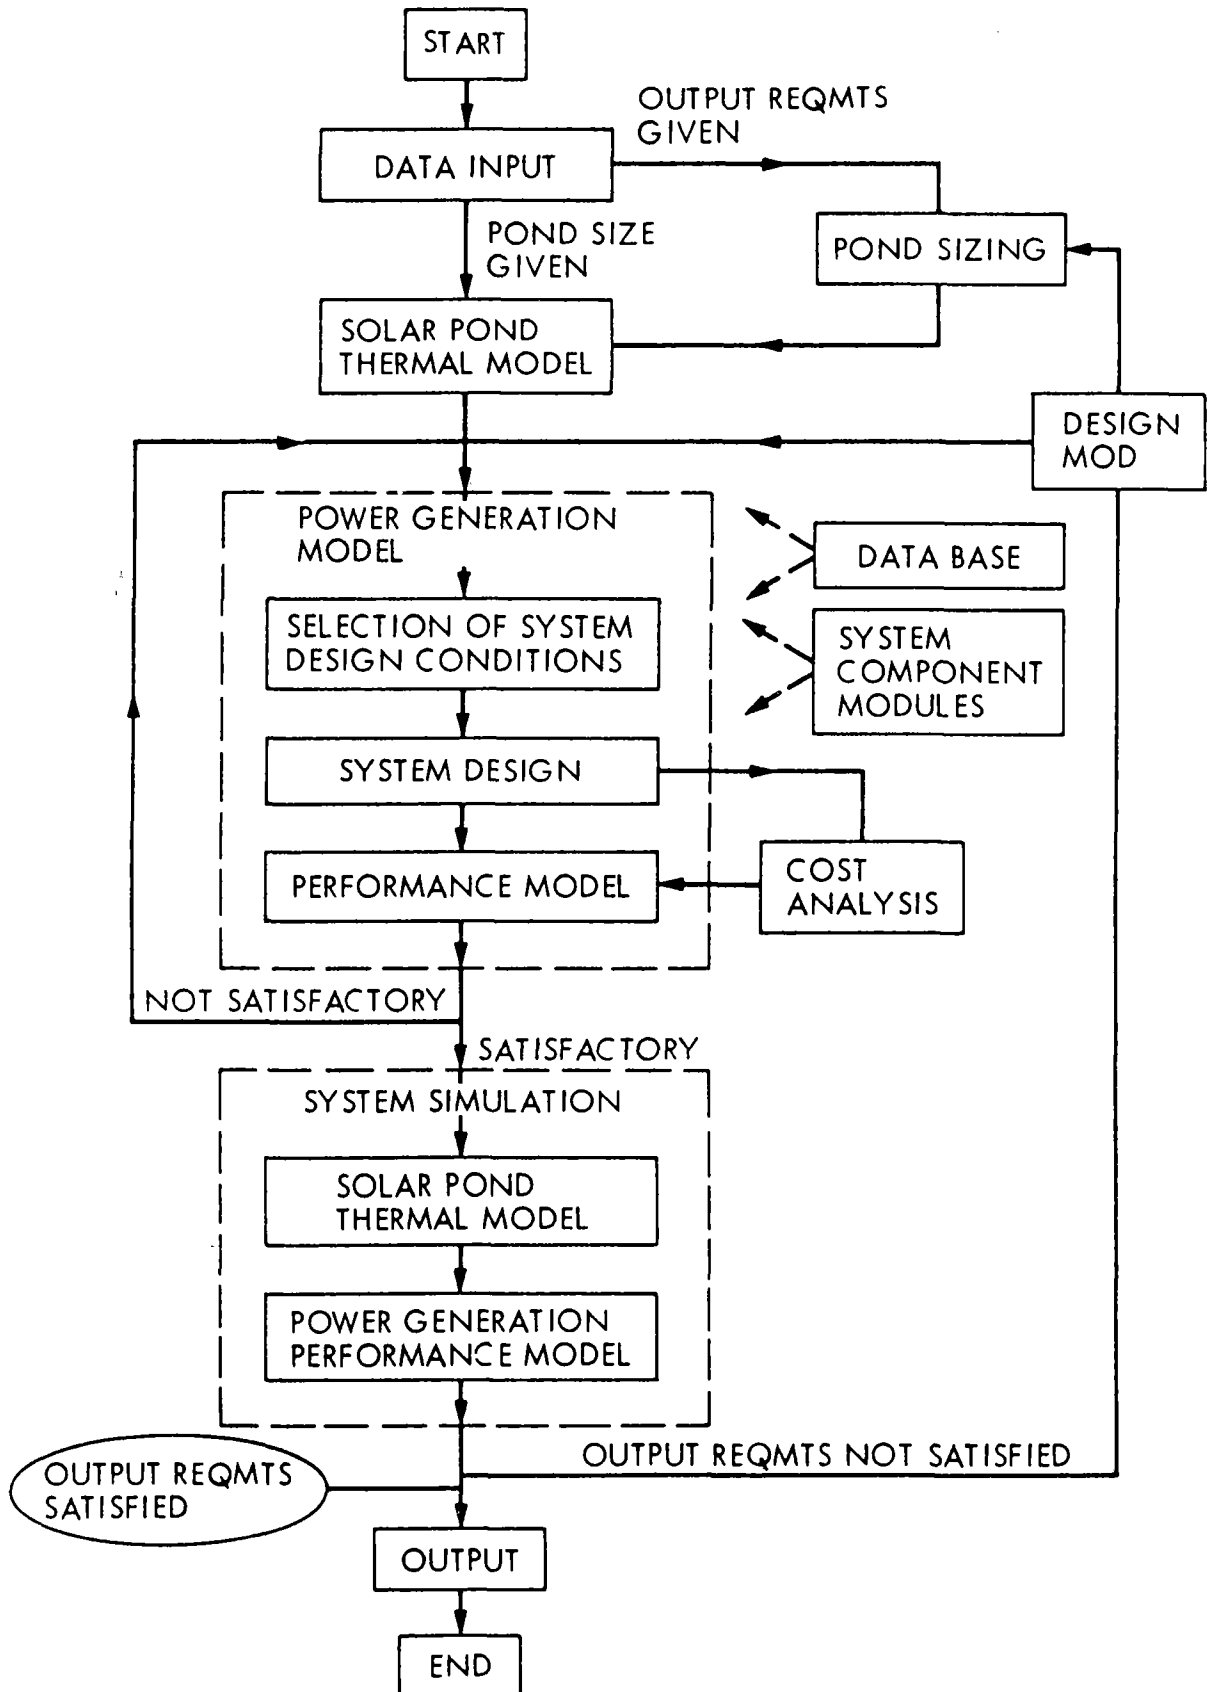 START
OUTPUT REQMTS
GIVEN
DATA INPUT
POND SIZE
GIVEN
POND SIZING
SOLAR POND
THERMAL MODEL
DESIGN
MOD
POWER GENERATION
MODEL
DATA BASE
SELECTION OF SYSTEM
DESIGN CONDITIONS
SYSTEM
COMPONENT
MODULES
SYSTEM DESIGN
PERFORMANCE MODEL
COST
ANALYSIS
NOT SATISFACTORY
SATISFACTORY
SYSTEM SIMULATION
SOLAR POND
THERMAL MODEL
POWER GENERATION
PERFORMANCE MODEL
OUTPUT REQMTS NOT SATISFIED
OUTPUT REQMTS
SATISFIED
OUTPUT
END